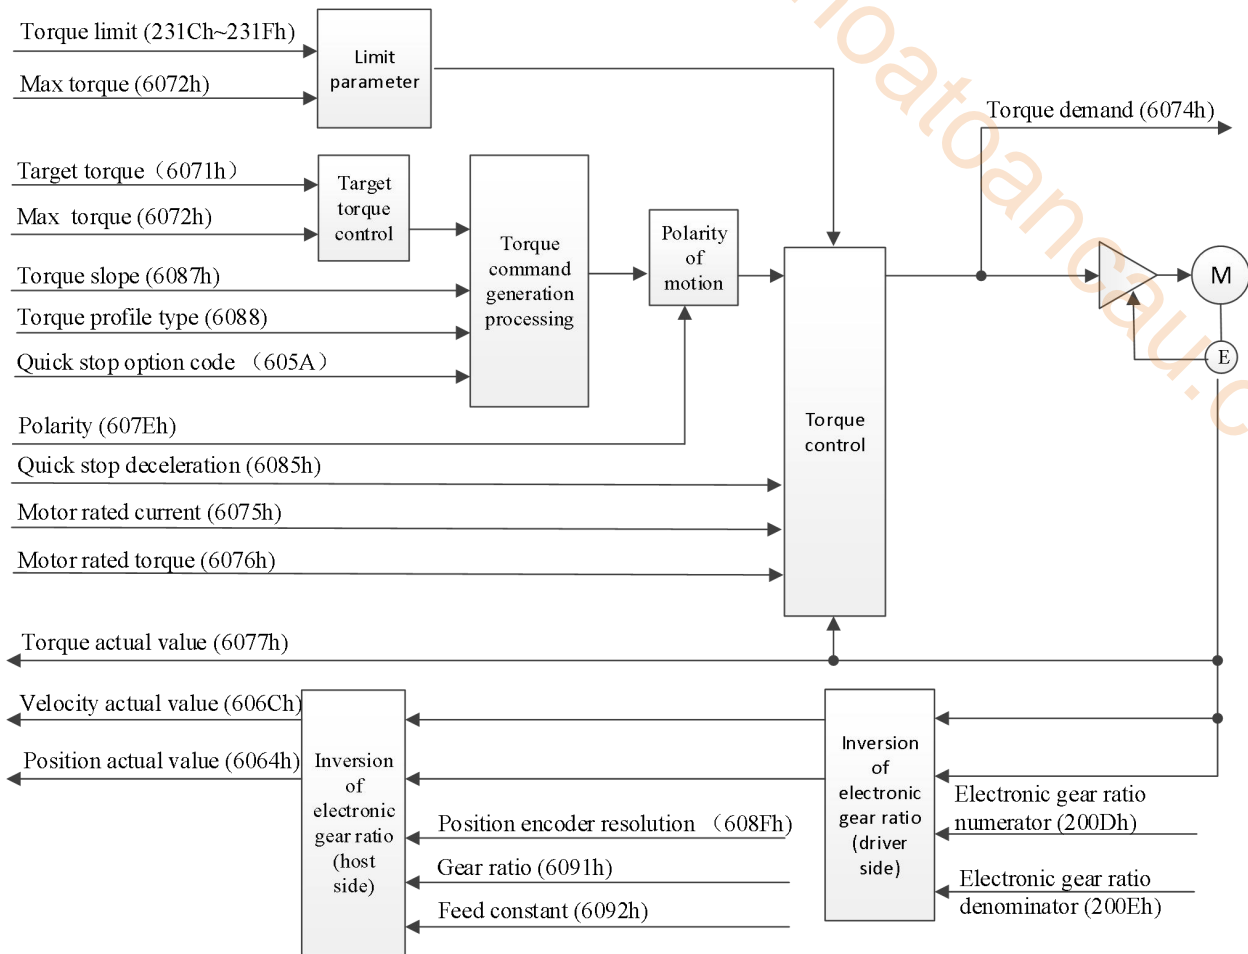 Torque limit (231Ch~231Fh)
Max torque (6072h)
Limit
parameter
Torque demand (6074h)
Target torque（6071h）
Max torque (6072h)
Target
torque
control
Torque slope (6087h)
Torque profile type (6088)
Quick stop option code （605A）
Torque
command
generation
processing
Polarity
of
motion
M
E
Polarity (607Eh)
Quick stop deceleration (6085h)
Motor rated current (6075h)
Motor rated torque (6076h)
Torque
control
Torque actual value (6077h)
Velocity actual value (606Ch)
Position actual value (6064h)
Inversion
of
electronic
gear ratio
(host
side)
Position encoder resolution （608Fh)
Gear ratio (6091h)
Feed constant (6092h)
Inversion
of
electronic
gear ratio
(driver
side)
Electronic gear ratio
numerator (200Dh)
Electronic gear ratio
denominator (200Eh)